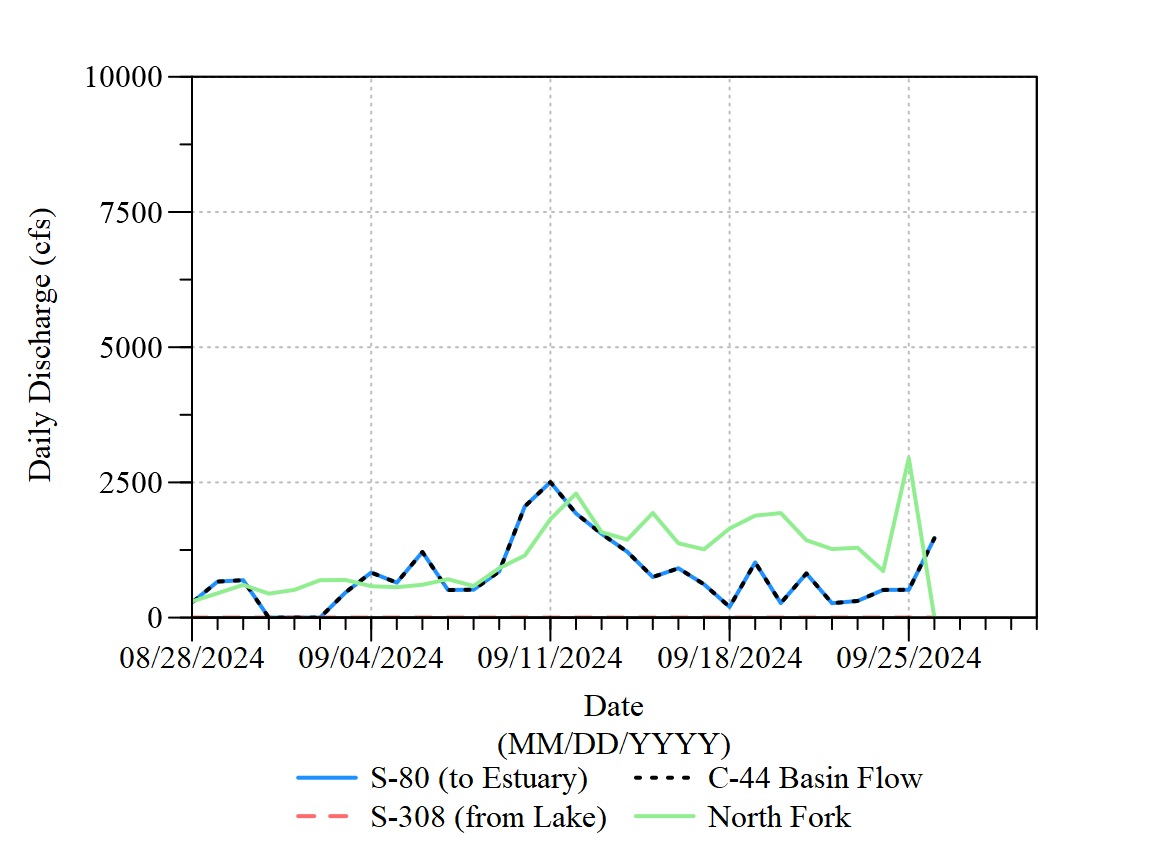 10000
7500
5000
2500
0
Daily Discharge (cfs)
08/28/2024 09/04/2024 09/11/2024 09/18/2024 09/25/2024
Date
(MM/DD/YYYY)
S-80 (to Estuary) C-44 Basin Flow
S-308 (from Lake) North Fork